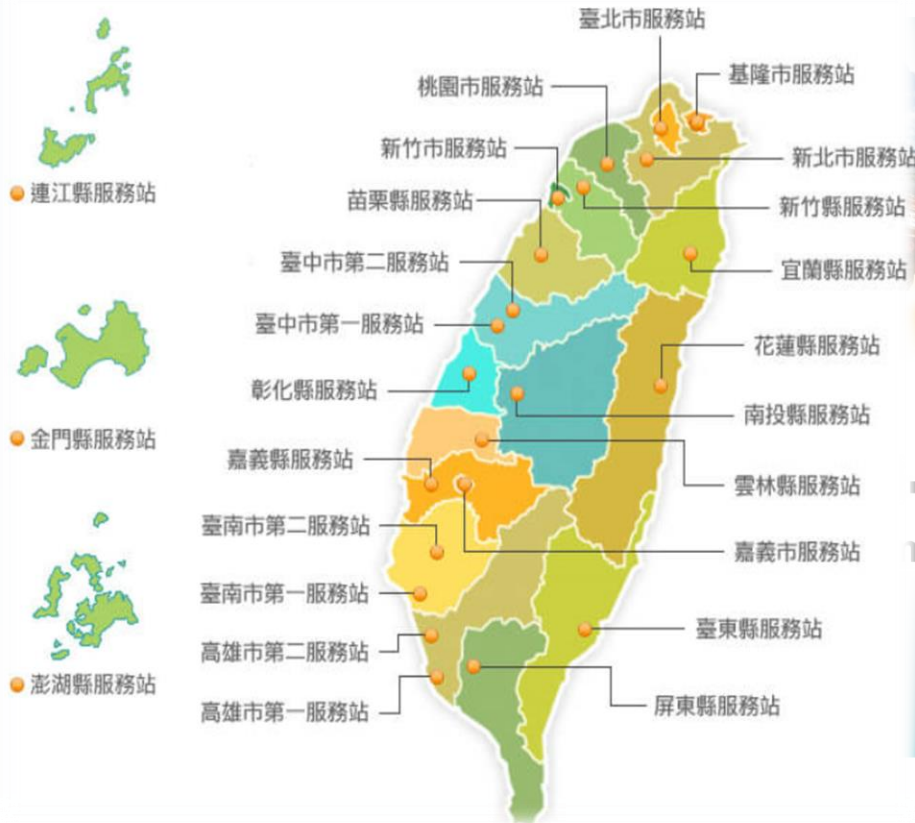 臺北市服務站
基隆市服務站
桃園市服務站
新竹市服務站
新北市服務站
連江縣服務站
苗栗縣服務站
新竹縣服務站
臺中市第二服務站
宜蘭縣服務站
臺中市第一服務站
花蓮縣服務站
彰化縣服務站
南投縣服務站
金門縣服務站
嘉義縣服務站
雲林縣服務站
臺南市第二服務站
嘉義市服務站
臺南市第一服務站
臺東縣服務站
高雄市第二服務站
澎湖縣服務站
屏東縣服務站
高雄市第一服務站